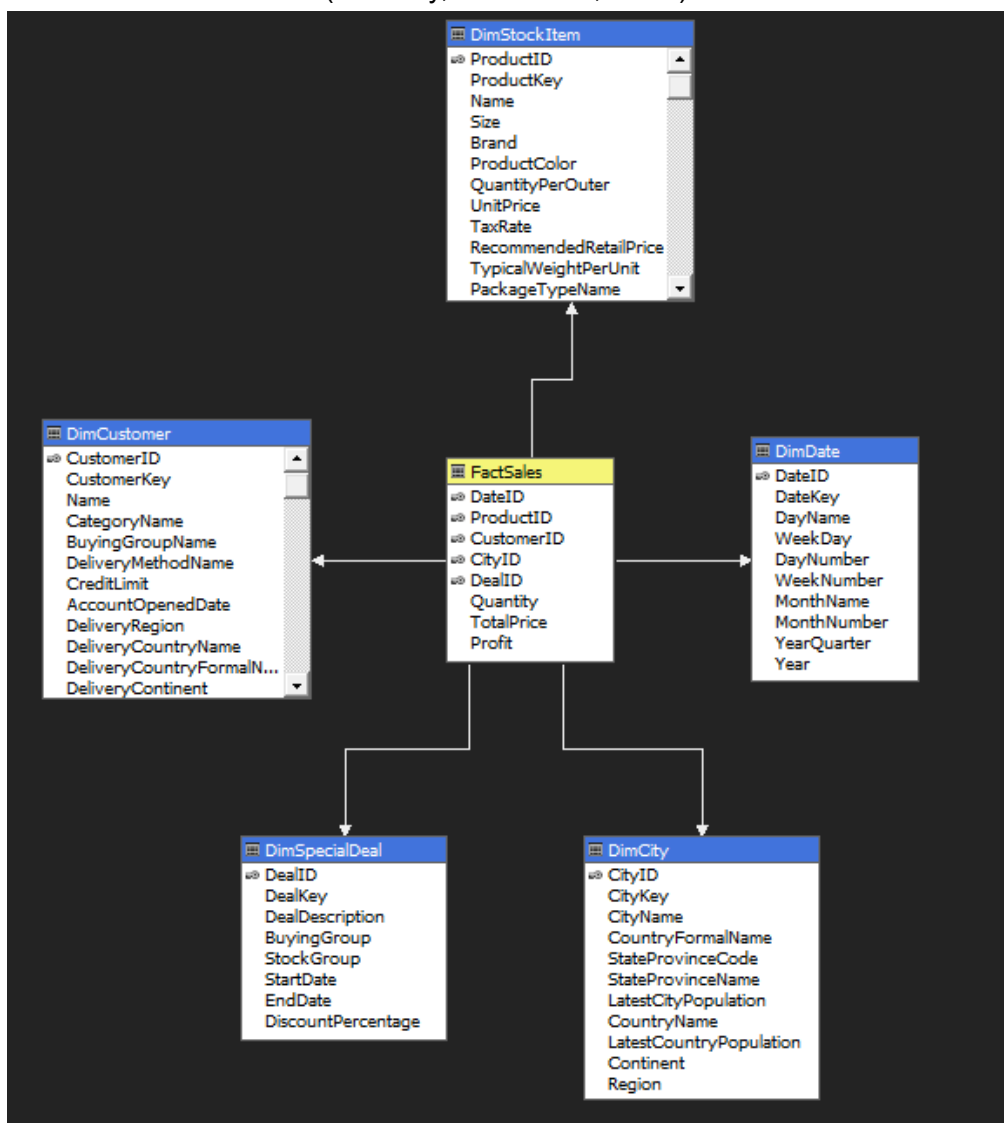 DimStockItem
ProductID
ProductKey
Name
Size
Brand
ProductColor
QuantityPerOuter
UnitPrice
TaxRate
RecommendedRetailPrice
TypicalWeightPerUnit
PackageTypeName
DimCustomer
CustomerID
CustomerKey
Name
CategoryName
BuyingGroupName
DeliveryMethodName
CreditLimit
AccountOpenedDate
DeliveryRegion
DeliveryCountryName
DeliveryCountryFormalN...
DeliveryContinent
FactSales
DateID
ProductID
CustomerID
CityID
DealID
Quantity
TotalPrice
Profit
DimDate
DateID
DateKey
DayName
WeekDay
DayNumber
WeekNumber
MonthName
MonthNumber
YearQuarter
Year
DimSpecialDeal
DealID
DealKey
DealDescription
BuyingGroup
StockGroup
StartDate
EndDate
DiscountPercentage
DimCity
CityID
CityKey
CityName
CountryFormalName
StateProvinceCode
StateProvinceName
LatestCityPopulation
CountryName
LatestCountryPopulation
Continent
Region